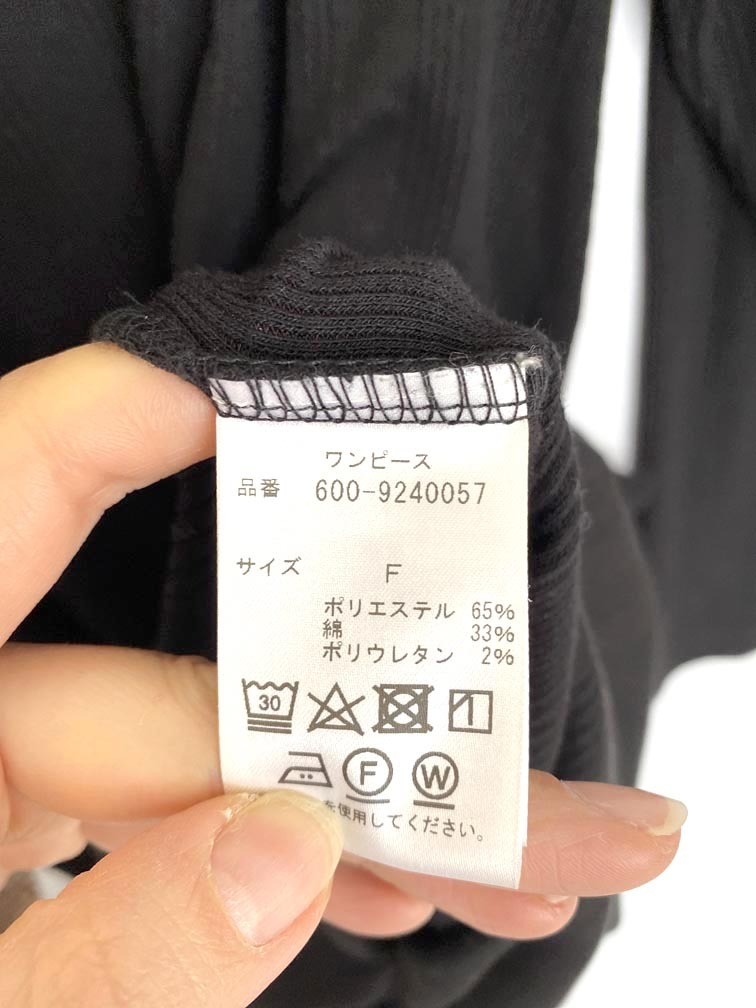 ワンピース
品番 600-9240057
サイズ F
ポリエステル 65%
綿 33%
ポリウレタン 2%
30
F W
を使用してください。